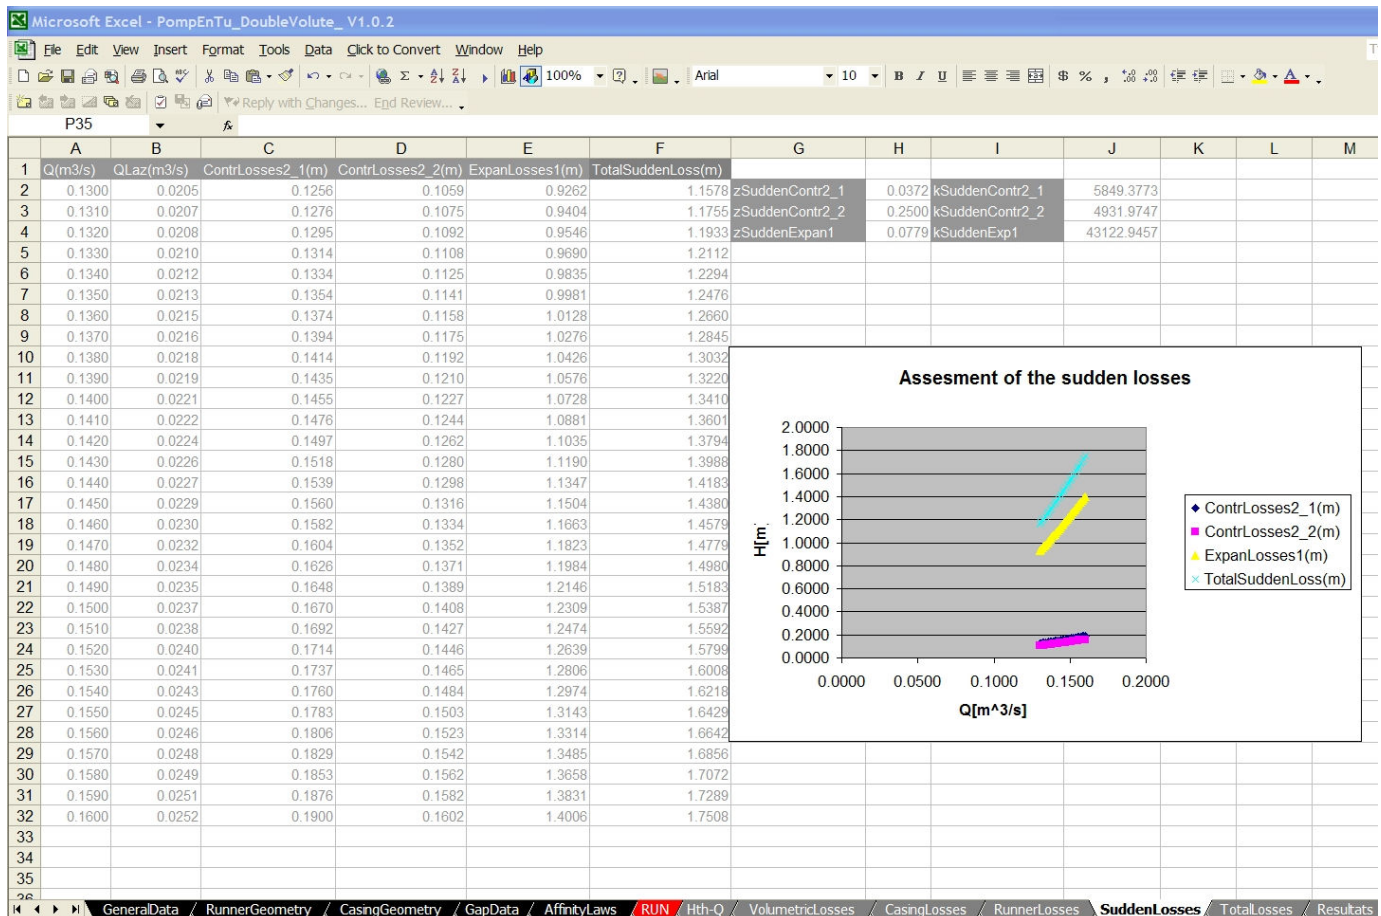 Microsoft Excel - PompEnTu_DoubleVolute_ V1.0.2
File Edit View Insert Format Tools Data Click to Convert Window Help
100% Arial 10 B I U $ % ,
Reply with Changes... End Review...
P35 fx
A B C D E F G H I J K L M
1 Q(m3/s) QLaz(m3/s) ContrLosses2_1(m) ContrLosses2_2(m) ExpanLosses1(m) TotalSuddenLoss(m)
2 0.1300 0.0205 0.1256 0.1059 0.9262 1.1578 zSuddenContr2_1 0.0372 kSuddenContr2_1 5849.3773
3 0.1310 0.0207 0.1276 0.1075 0.9404 1.1755 zSuddenContr2_2 0.2500 kSuddenContr2_2 4931.9747
4 0.1320 0.0208 0.1295 0.1092 0.9546 1.1933 zSuddenExpan1 0.0779 kSuddenExp1 43122.9457
5 0.1330 0.0210 0.1314 0.1108 0.9690 1.2112
6 0.1340 0.0212 0.1334 0.1125 0.9835 1.2294
7 0.1350 0.0213 0.1354 0.1141 0.9981 1.2476
8 0.1360 0.0215 0.1374 0.1158 1.0128 1.2660
9 0.1370 0.0216 0.1394 0.1175 1.0276 1.2845
10 0.1380 0.0218 0.1414 0.1192 1.0426 1.3032
11 0.1390 0.0219 0.1435 0.1210 1.0576 1.3220
12 0.1400 0.0221 0.1455 0.1227 1.0728 1.3410
13 0.1410 0.0222 0.1476 0.1244 1.0881 1.3601
14 0.1420 0.0224 0.1497 0.1262 1.1035 1.3794
15 0.1430 0.0226 0.1518 0.1280 1.1190 1.3988
16 0.1440 0.0227 0.1539 0.1298 1.1347 1.4183
17 0.1450 0.0229 0.1560 0.1316 1.1504 1.4380
18 0.1460 0.0230 0.1582 0.1334 1.1663 1.4579
19 0.1470 0.0232 0.1604 0.1352 1.1823 1.4779
20 0.1480 0.0234 0.1626 0.1371 1.1984 1.4980
21 0.1490 0.0235 0.1648 0.1389 1.2146 1.5183
22 0.1500 0.0237 0.1670 0.1408 1.2309 1.5387
23 0.1510 0.0238 0.1692 0.1427 1.2474 1.5592
24 0.1520 0.0240 0.1714 0.1446 1.2639 1.5799
25 0.1530 0.0241 0.1737 0.1465 1.2806 1.6008
26 0.1540 0.0243 0.1760 0.1484 1.2974 1.6218
27 0.1550 0.0245 0.1783 0.1503 1.3143 1.6429
28 0.1560 0.0246 0.1806 0.1523 1.3314 1.6642
29 0.1570 0.0248 0.1829 0.1542 1.3485 1.6856
30 0.1580 0.0249 0.1853 0.1562 1.3658 1.7072
31 0.1590 0.0251 0.1876 0.1582 1.3831 1.7289
32 0.1600 0.0252 0.1900 0.1602 1.4006 1.7508
33
34
35
Assesment of the sudden losses
2.0000
1.8000
1.6000
1.4000
1.2000
1.0000
0.8000
0.6000
0.4000
0.2000
0.0000
H[m]
0.0000 0.0500 0.1000 0.1500 0.2000
Q[m^3/s]
ContrLosses2_1(m)
ContrLosses2_2(m)
ExpanLosses1(m)
TotalSuddenLoss(m)
GeneralData RunnerGeometry CasingGeometry GapData AffinityLaws RUN Hth-Q VolumetricLosses CasingLosses RunnerLosses SuddenLosses TotalLosses Resultats